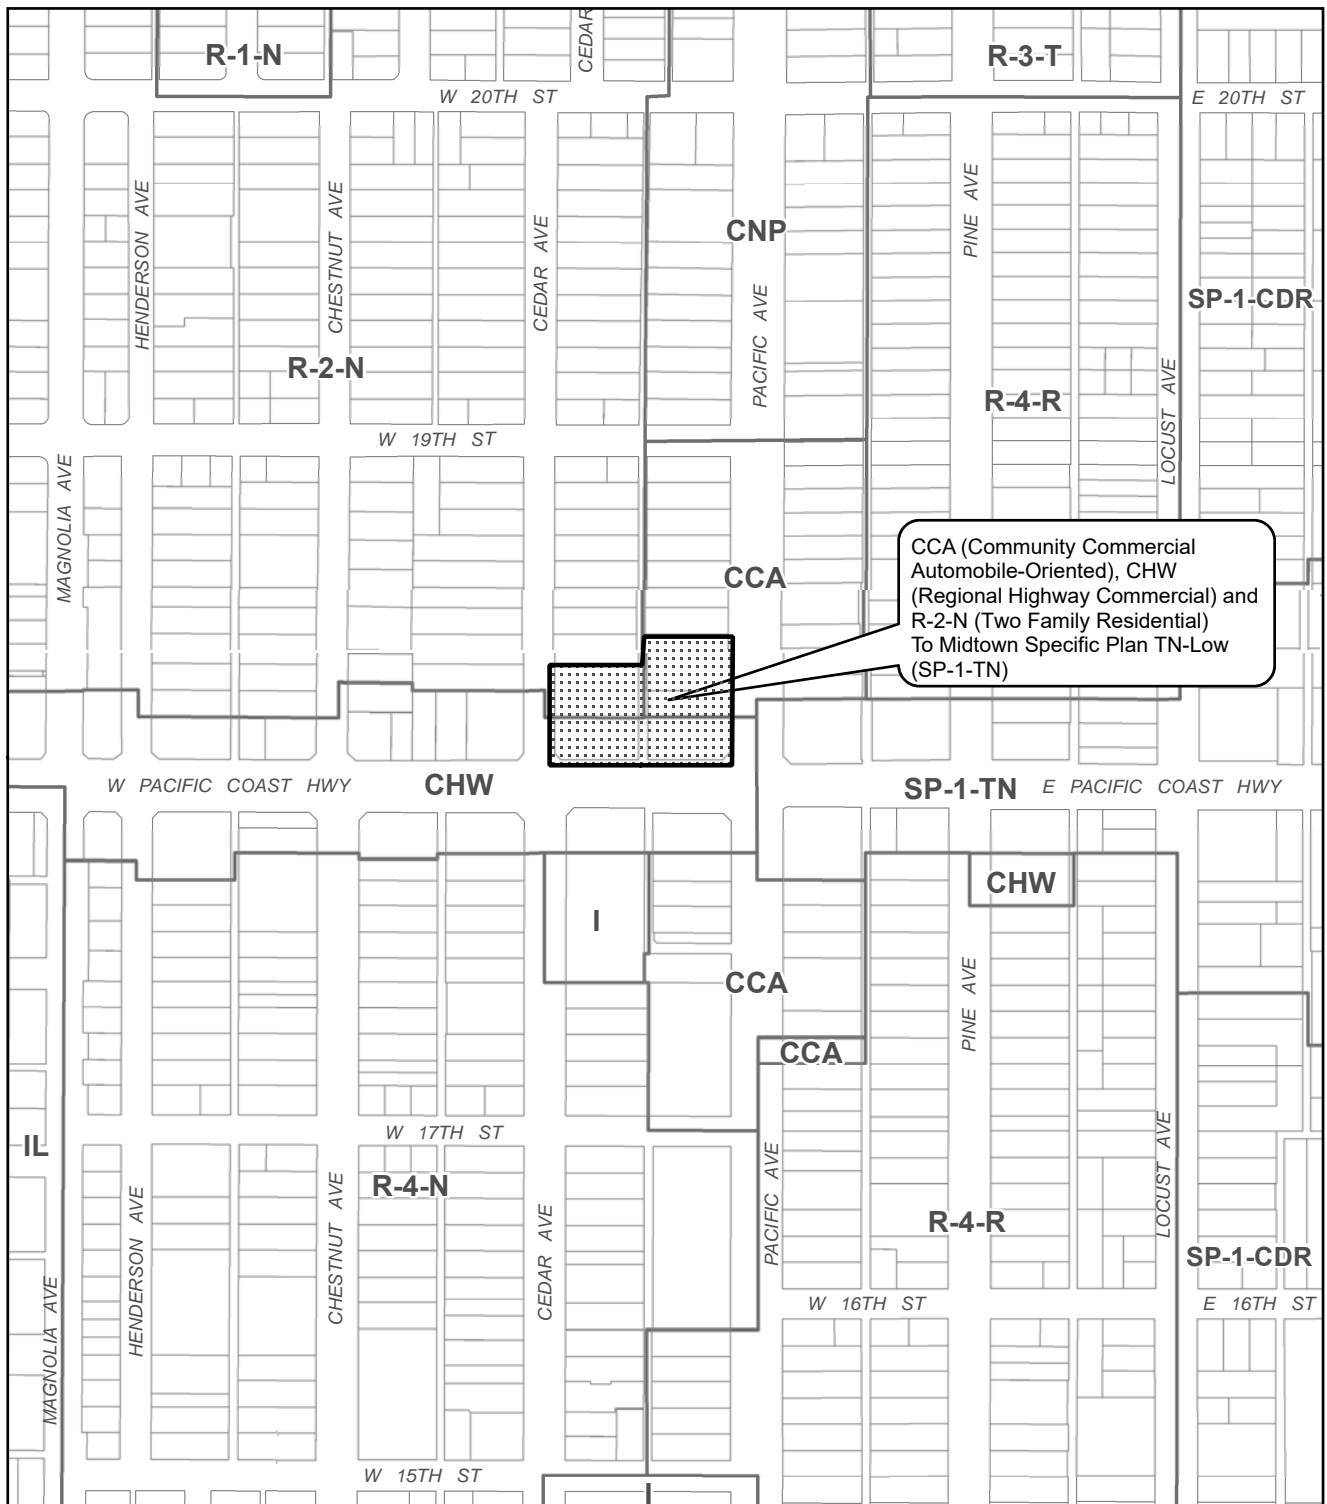 R-1-N
CEDAR
R-3-T
W 20TH ST
E 20TH ST
HENDERSON AVE
CHESTNUT AVE
CEDAR AVE
CNP
PACIFIC AVE
PINE AVE
SP-1-CDR
R-2-N
R-4-R
LOCUST AVE
W 19TH ST
MAGNOLIA AVE
CCA
CCA (Community Commercial
Automobile-Oriented), CHW
(Regional Highway Commercial) and
R-2-N (Two Family Residential)
To Midtown Specific Plan TN-Low
(SP-1-TN)
W PACIFIC COAST HWY
CHW
SP-1-TN
E PACIFIC COAST HWY
CHW
I
CCA
PINE AVE
CCA
W 17TH ST
IL
R-4-N
HENDERSON AVE
CHESTNUT AVE
CEDAR AVE
PACIFIC AVE
LOCUST AVE
R-4-R
SP-1-CDR
MAGNOLIA AVE
W 16TH ST
E 16TH ST
W 15TH ST
I